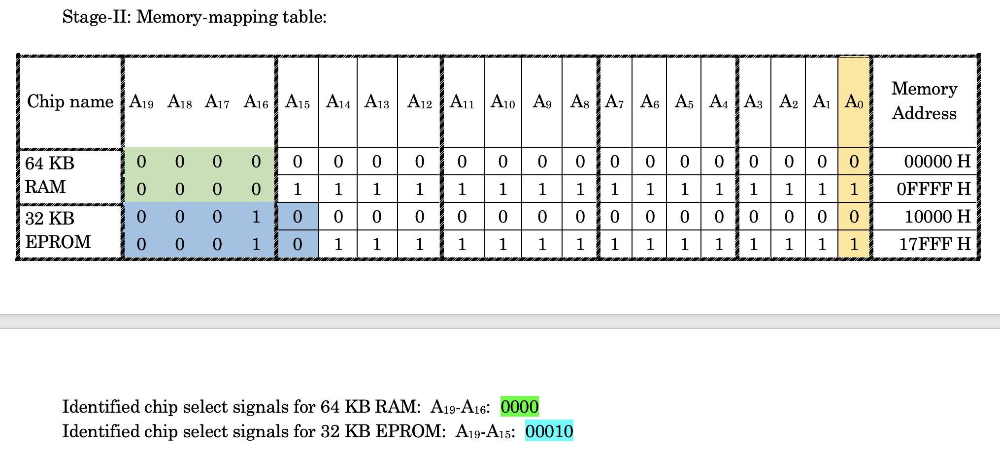 Stage-II: Memory-mapping table:
Chip name A19 A18 A17 A16 A15 A14 A13 A12 A11 A10 A9 A8 A7 A6 A5 A4 A3 A2 A1 A0 Memory Address
64 KB RAM
0 0 0 0 0 0 0 0 0 0 0 0 0 0 0 0 0 0 0 0 00000 H
0 0 0 0 1 1 1 1 1 1 1 1 1 1 1 1 1 1 1 1 0FFFF H
32 KB EPROM
0 0 0 1 0 0 0 0 0 0 0 0 0 0 0 0 0 0 0 0 10000 H
0 0 0 1 0 1 1 1 1 1 1 1 1 1 1 1 1 1 1 1 17FFF H
Identified chip select signals for 64 KB RAM: A19-A16: 0000
Identified chip select signals for 32 KB EPROM: A19-A15: 00010